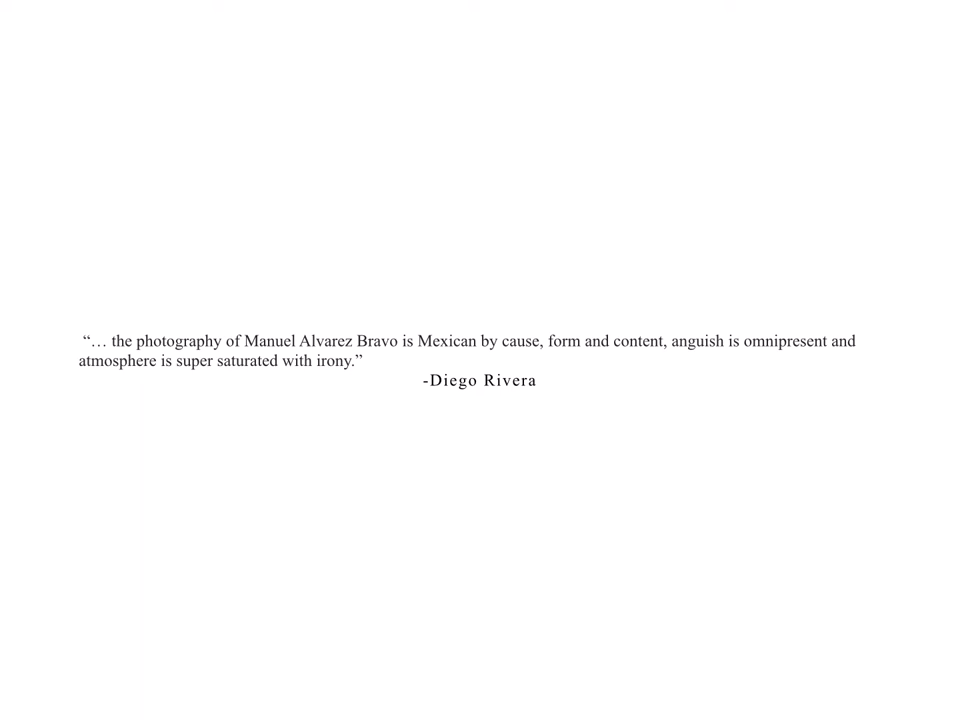 “… the photography of Manuel Alvarez Bravo is Mexican by cause, form and content, anguish is omnipresent and
atmosphere is super saturated with irony.”
-Diego Rivera